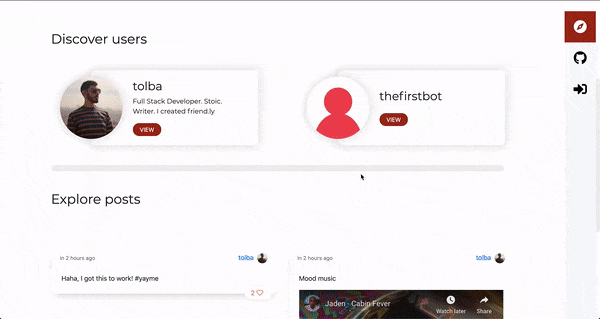 Discover users
tolba
Full Stack Developer. Stoic.
Writer. I created friend.ly
VIEW
thefirstbot
VIEW
Explore posts
in 2 hours ago
tolba
Haha, I got this to work! #yayme
2
in 2 hours ago
tolba
Mood music
Jaden - Cabin Fever
Watch later
Share